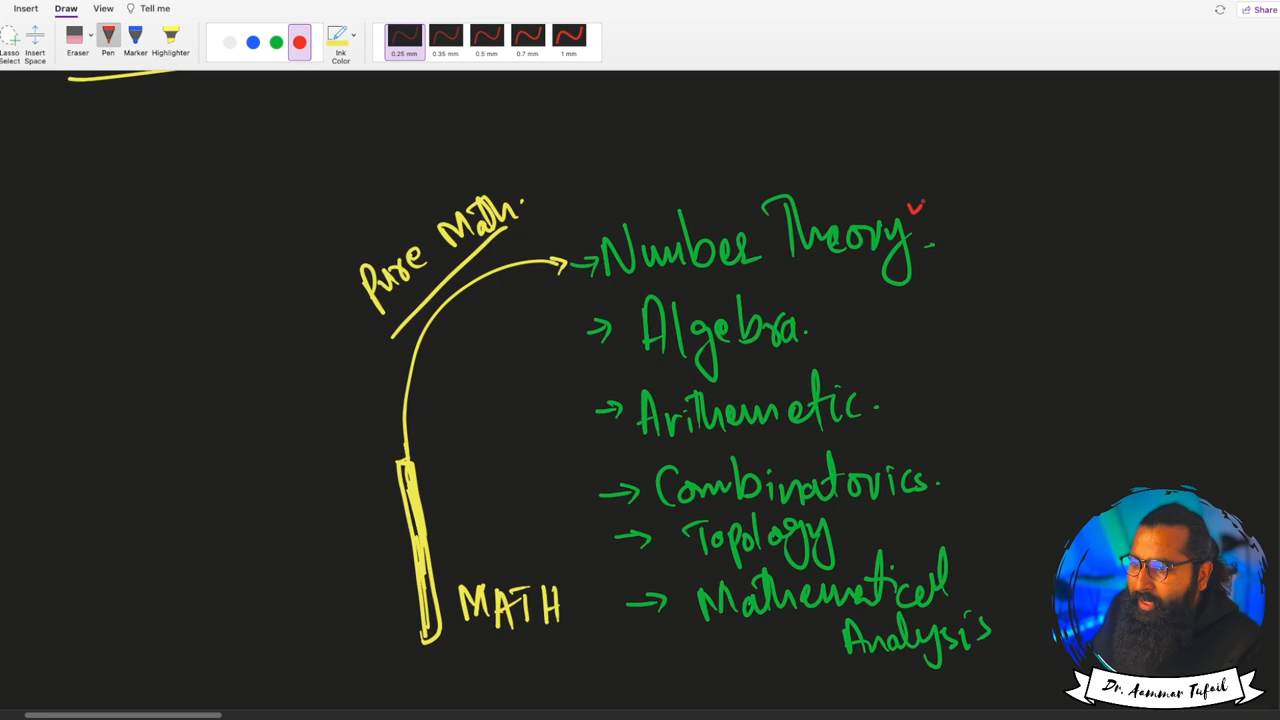 Insert Draw View Tell me Share
Lasso Select
Insert Space
Eraser
Pen
Marker
Highlighter
Ink Color
0.25 mm 0.35 mm 0.5 mm 0.7 mm 1 mm
Pure Math.
→ Number Theory.
→ Algebra.
→ Arithemetic.
→ Combinatorics.
→ Topology
→ Mathematical
Analysis
MATH
Dr. Aammar Tufail